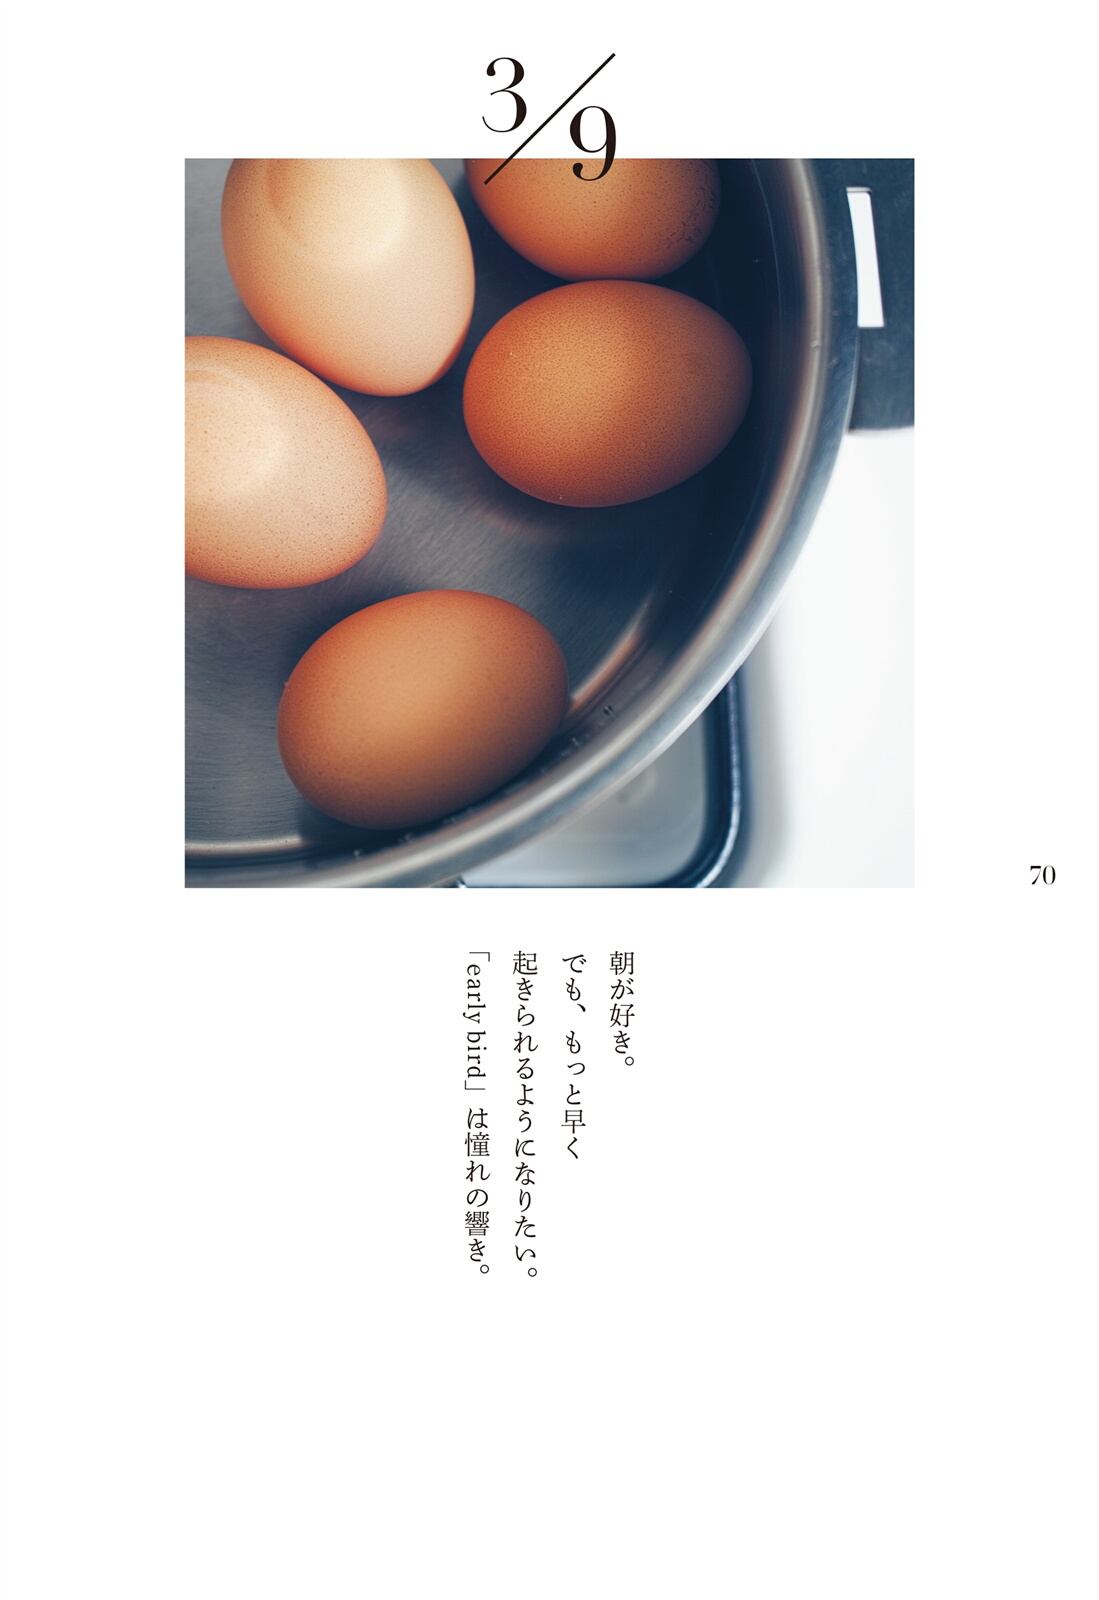 3/9
朝が好き。
でも、もっと早く
起きられるようになりたい。
「early bird」は憧れの響き。
70